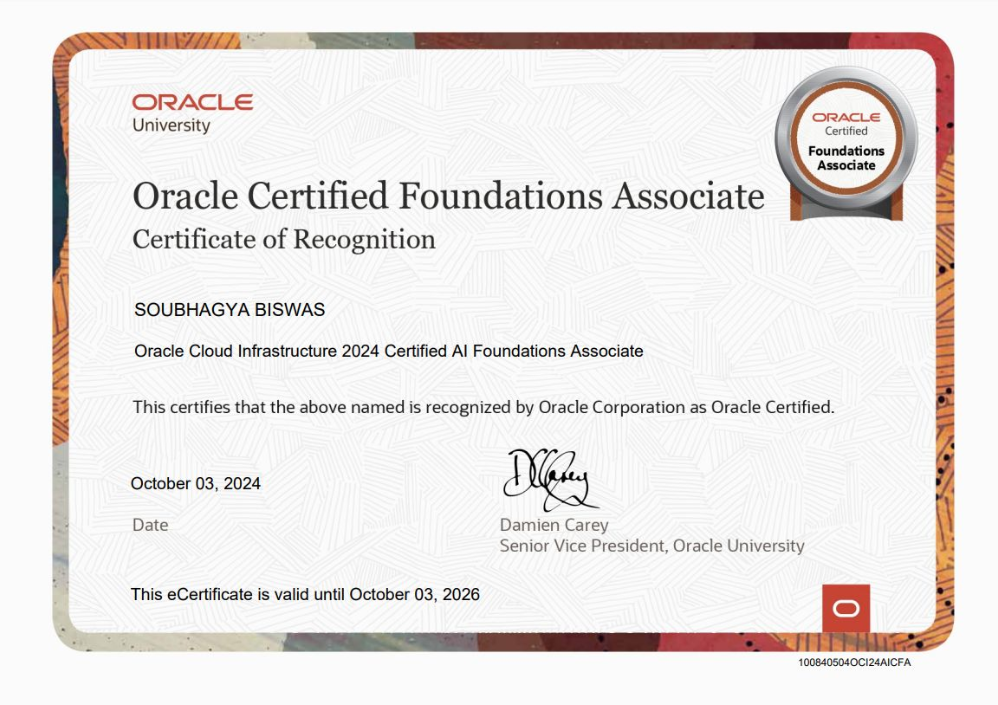 ORACLE
University
ORACLE
Certified
Foundations
Associate
Oracle Certified Foundations Associate
Certificate of Recognition
SOUBHAGYA BISWAS
Oracle Cloud Infrastructure 2024 Certified AI Foundations Associate
This certifies that the above named is recognized by Oracle Corporation as Oracle Certified.
DCarey
October 03, 2024
Date
Damien Carey
Senior Vice President, Oracle University
This eCertificate is valid until October 03, 2026
100840504OCI24AICFA